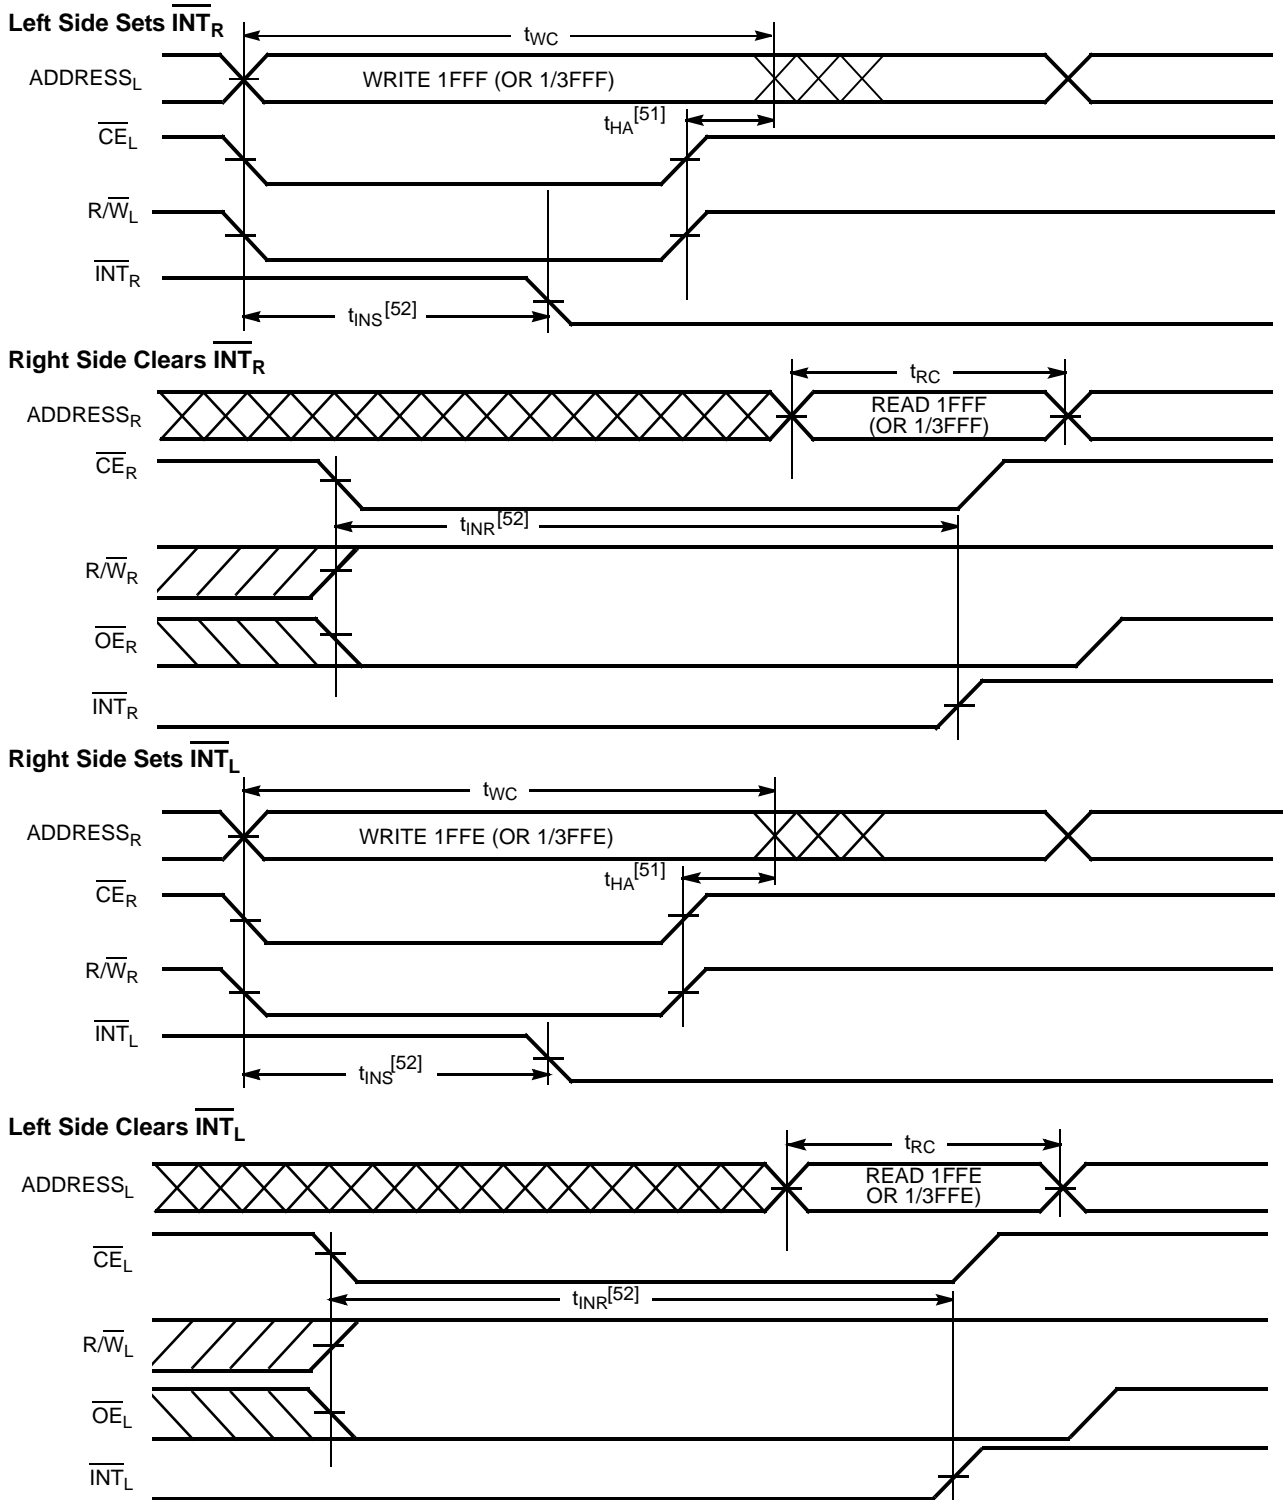 Left Side Sets INT_R
t_WC
ADDRESS_L
WRITE 1FFF (OR 1/3FFF)
t_HA[51]
CE_L
R/W_L
INT_R
t_INS[52]
Right Side Clears INT_R
t_RC
ADDRESS_R
READ 1FFF
(OR 1/3FFF)
CE_R
t_INR[52]
R/W_R
OE_R
INT_R
Right Side Sets INT_L
t_WC
ADDRESS_R
WRITE 1FFE (OR 1/3FFE)
t_HA[51]
CE_R
R/W_R
INT_L
t_INS[52]
Left Side Clears INT_L
t_RC
ADDRESS_L
READ 1FFE
OR 1/3FFE)
CE_L
t_INR[52]
R/W_L
OE_L
INT_L